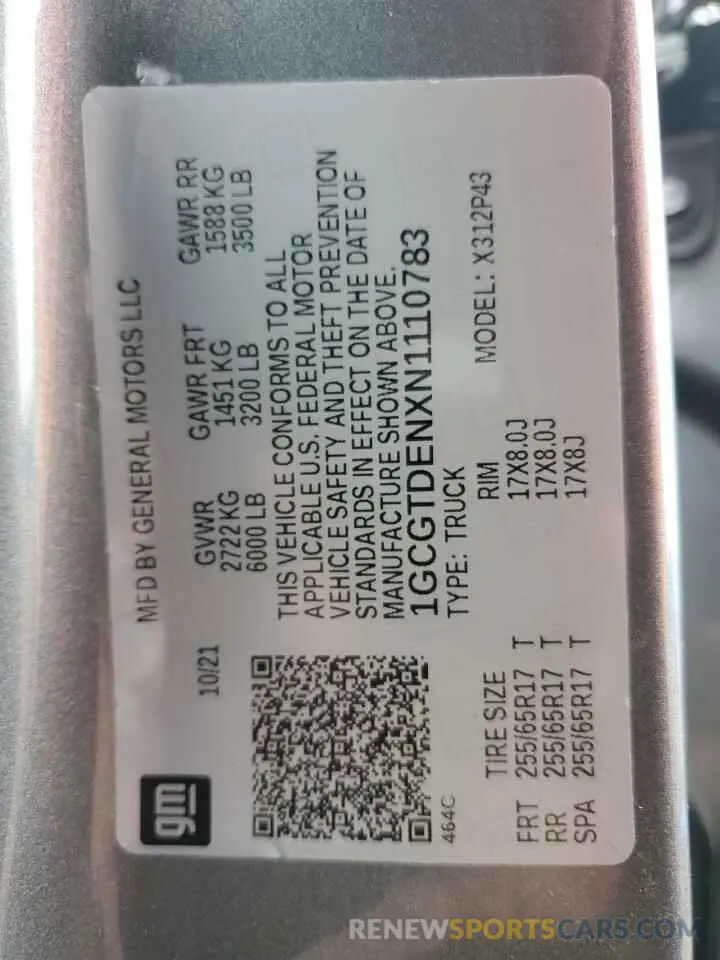 gm
MFD BY GENERAL MOTORS LLC
10/21
GVWR GAWR FRT GAWR RR
2722 KG 1451 KG 1588 KG
6000 LB 3200 LB 3500 LB
THIS VEHICLE CONFORMS TO ALL
APPLICABLE U.S. FEDERAL MOTOR
VEHICLE SAFETY AND THEFT PREVENTION
STANDARDS IN EFFECT ON THE DATE OF
MANUFACTURE SHOWN ABOVE.
1GCGTDENXN1110783
464C
TYPE: TRUCK MODEL: X312P43
TIRE SIZE RIM
FRT 255/65R17 T 17X8.0J
RR 255/65R17 T 17X8.0J
SPA 255/65R17 T 17X8J
RENEWSPORTSCARS.COM